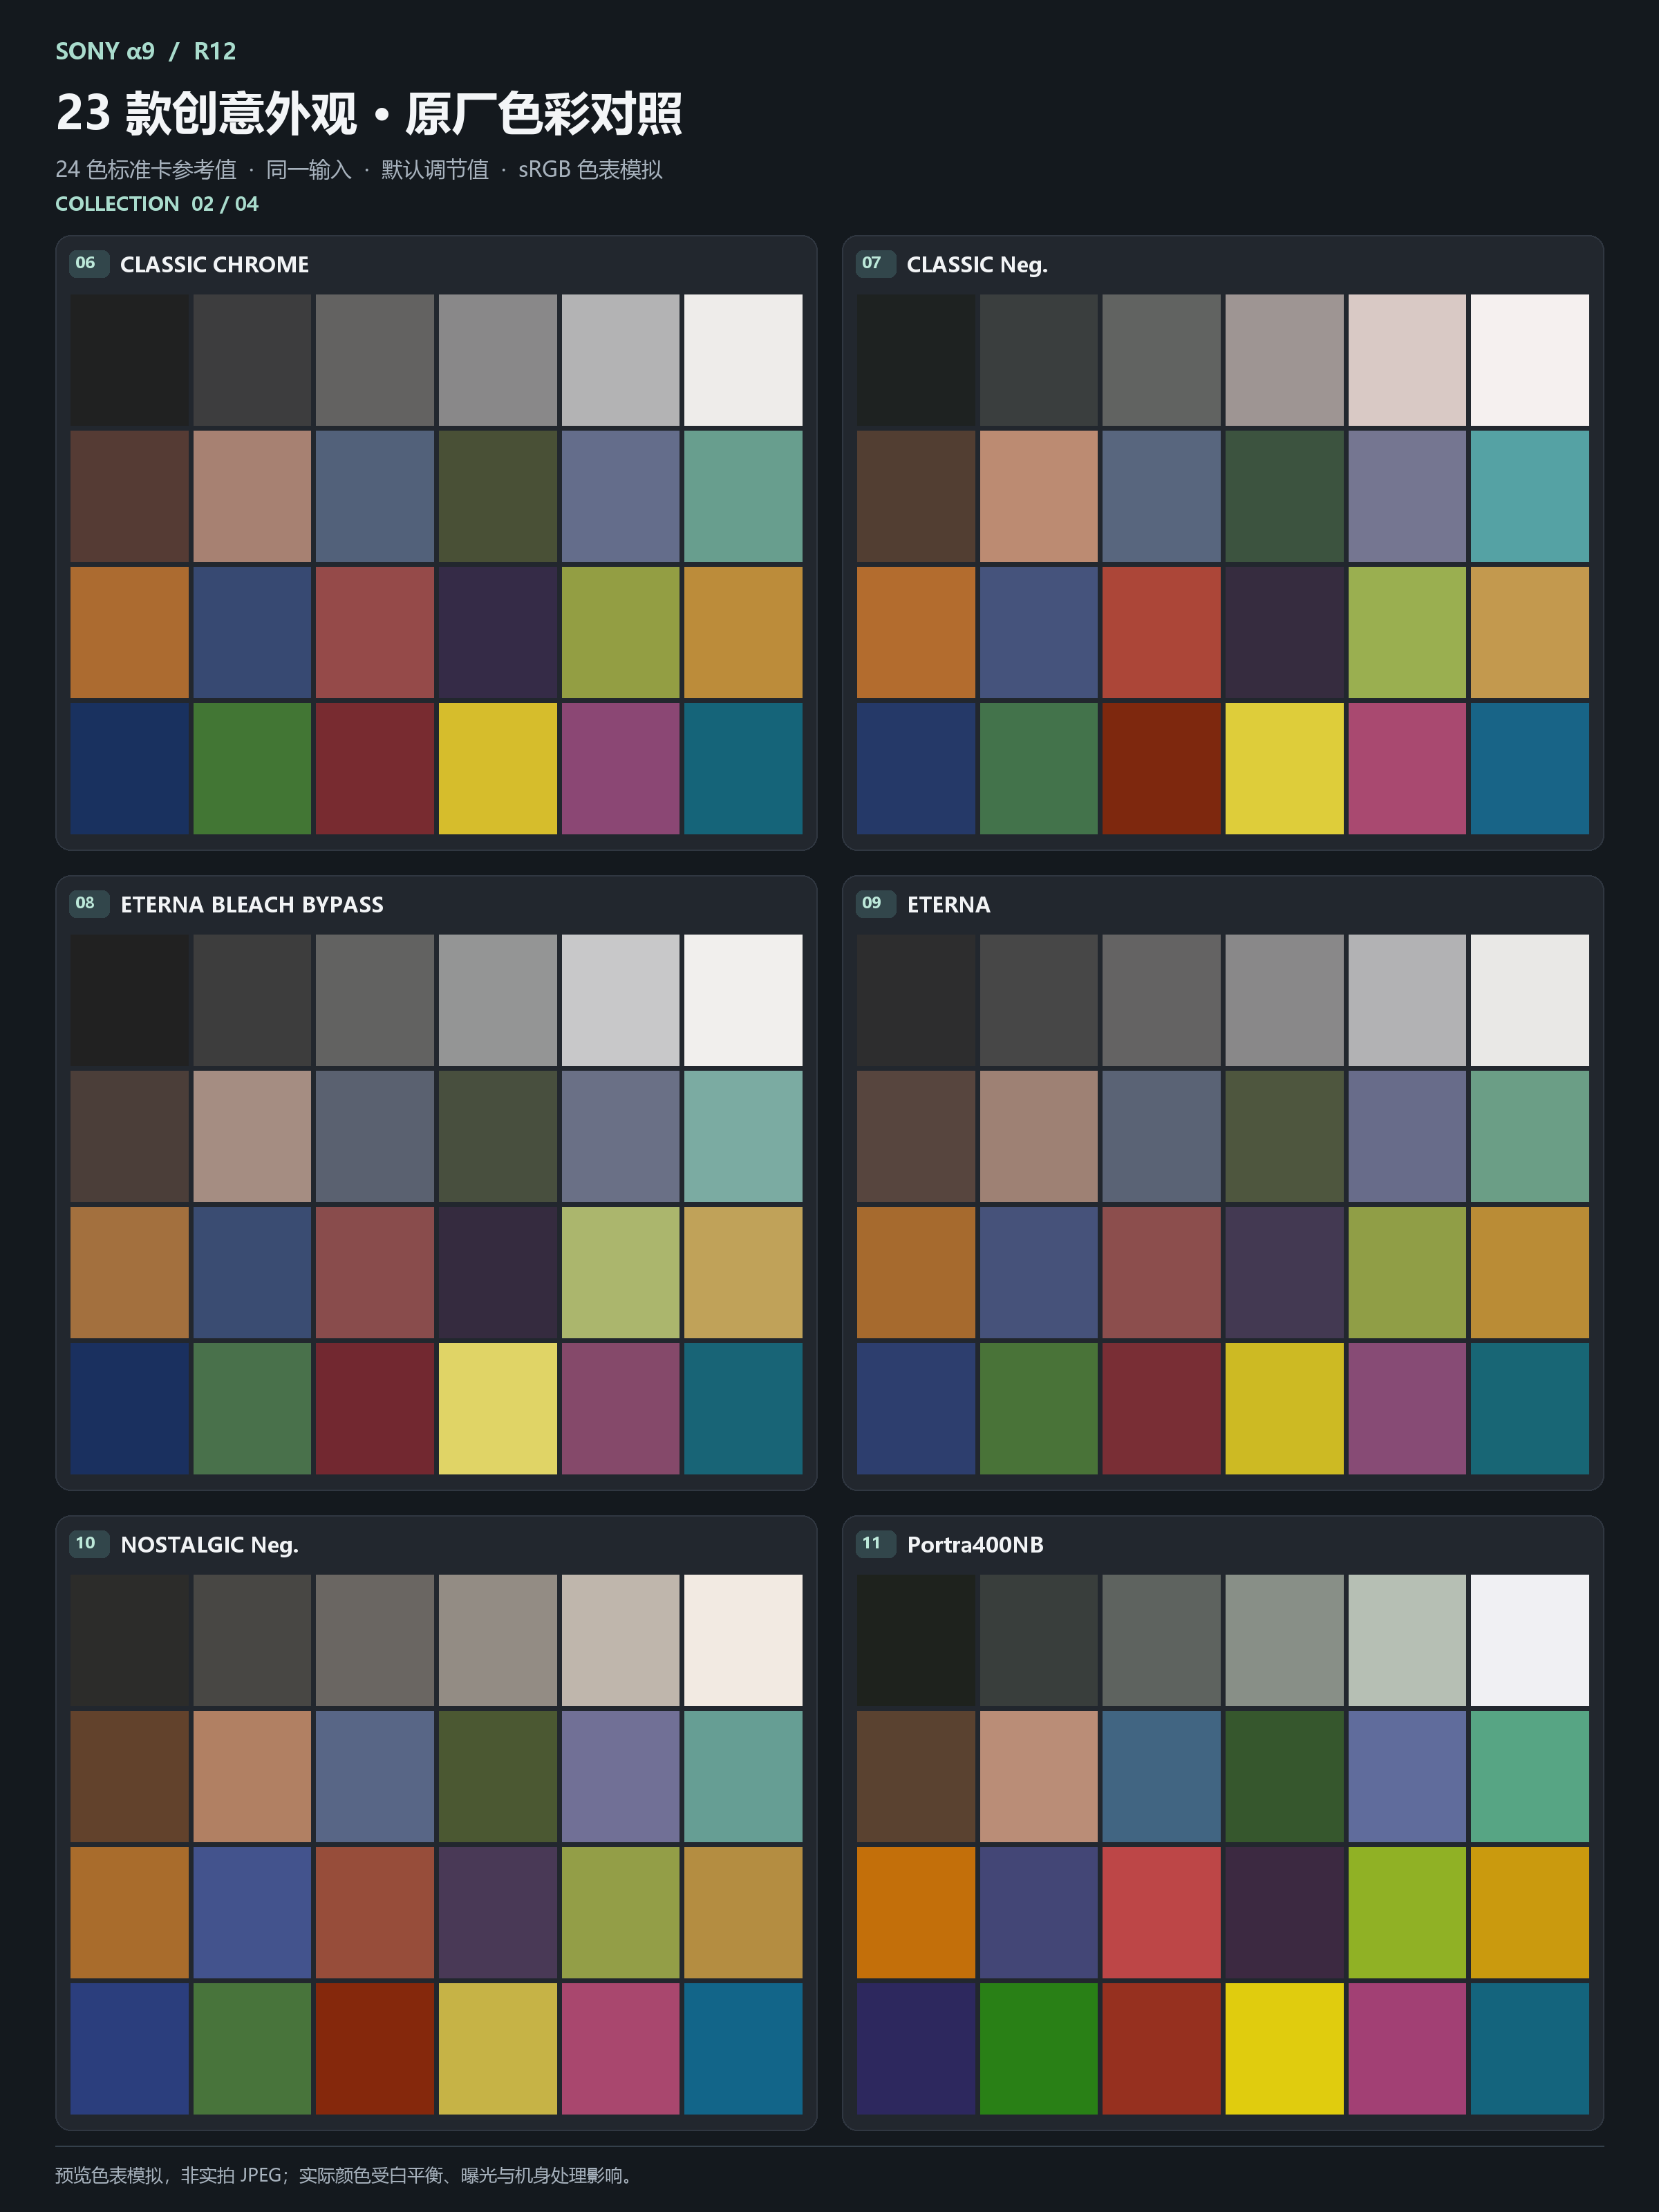 SONY α9 / R12
23 款创意外观 · 原厂色彩对照
24 色标准卡参考值 · 同一输入 · 默认调节值 · sRGB 色表模拟
COLLECTION 02 / 04
06 CLASSIC CHROME
07 CLASSIC Neg.
08 ETERNA BLEACH BYPASS
09 ETERNA
10 NOSTALGIC Neg.
11 Portra400NB
预览色表模拟，非实拍 JPEG；实际颜色受白平衡、曝光与机身处理影响。